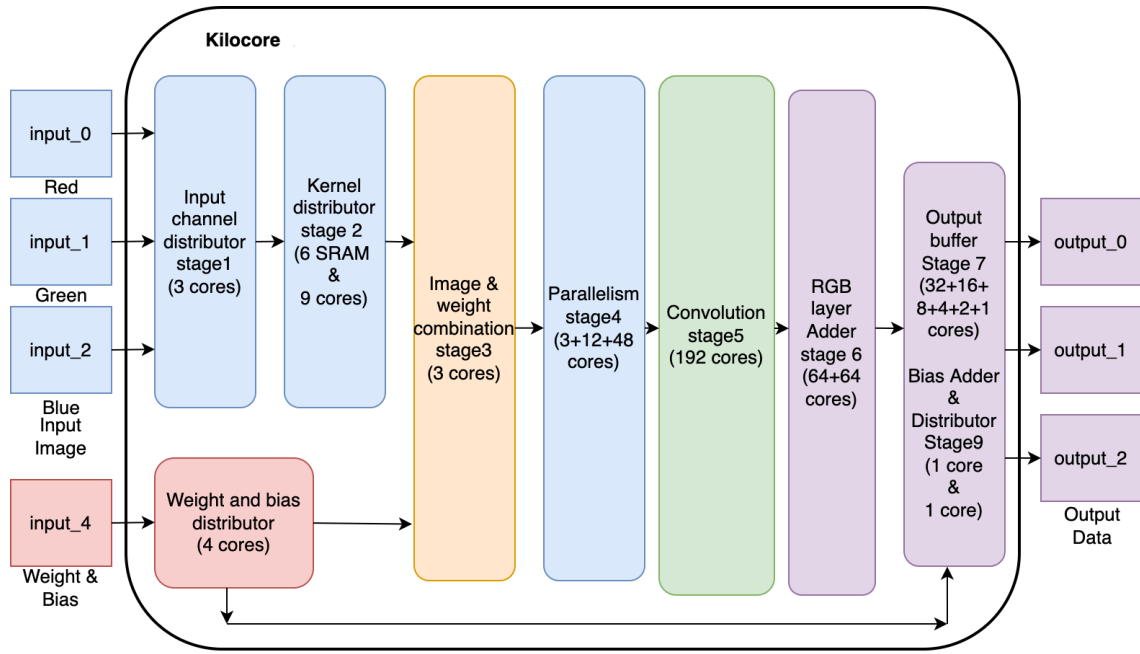 Kilocore
input_0
Red
input_1
Green
input_2
Blue
Input
Image
input_4
Weight &
Bias
Input
channel
distributor
stage1
(3 cores)
Kernel
distributor
stage 2
(6 SRAM
&
9 cores)
Weight and bias
distributor
(4 cores)
Image &
weight
combination
stage3
(3 cores)
Parallelism
stage4
(3+12+48
cores)
Convolution
stage5
(192 cores)
RGB
layer
Adder
stage 6
(64+64
cores)
Output
buffer
Stage 7
(32+16+
8+4+2+1
cores)
Bias Adder
&
Distributor
Stage9
(1 core
&
1 core)
output_0
output_1
output_2
Output
Data